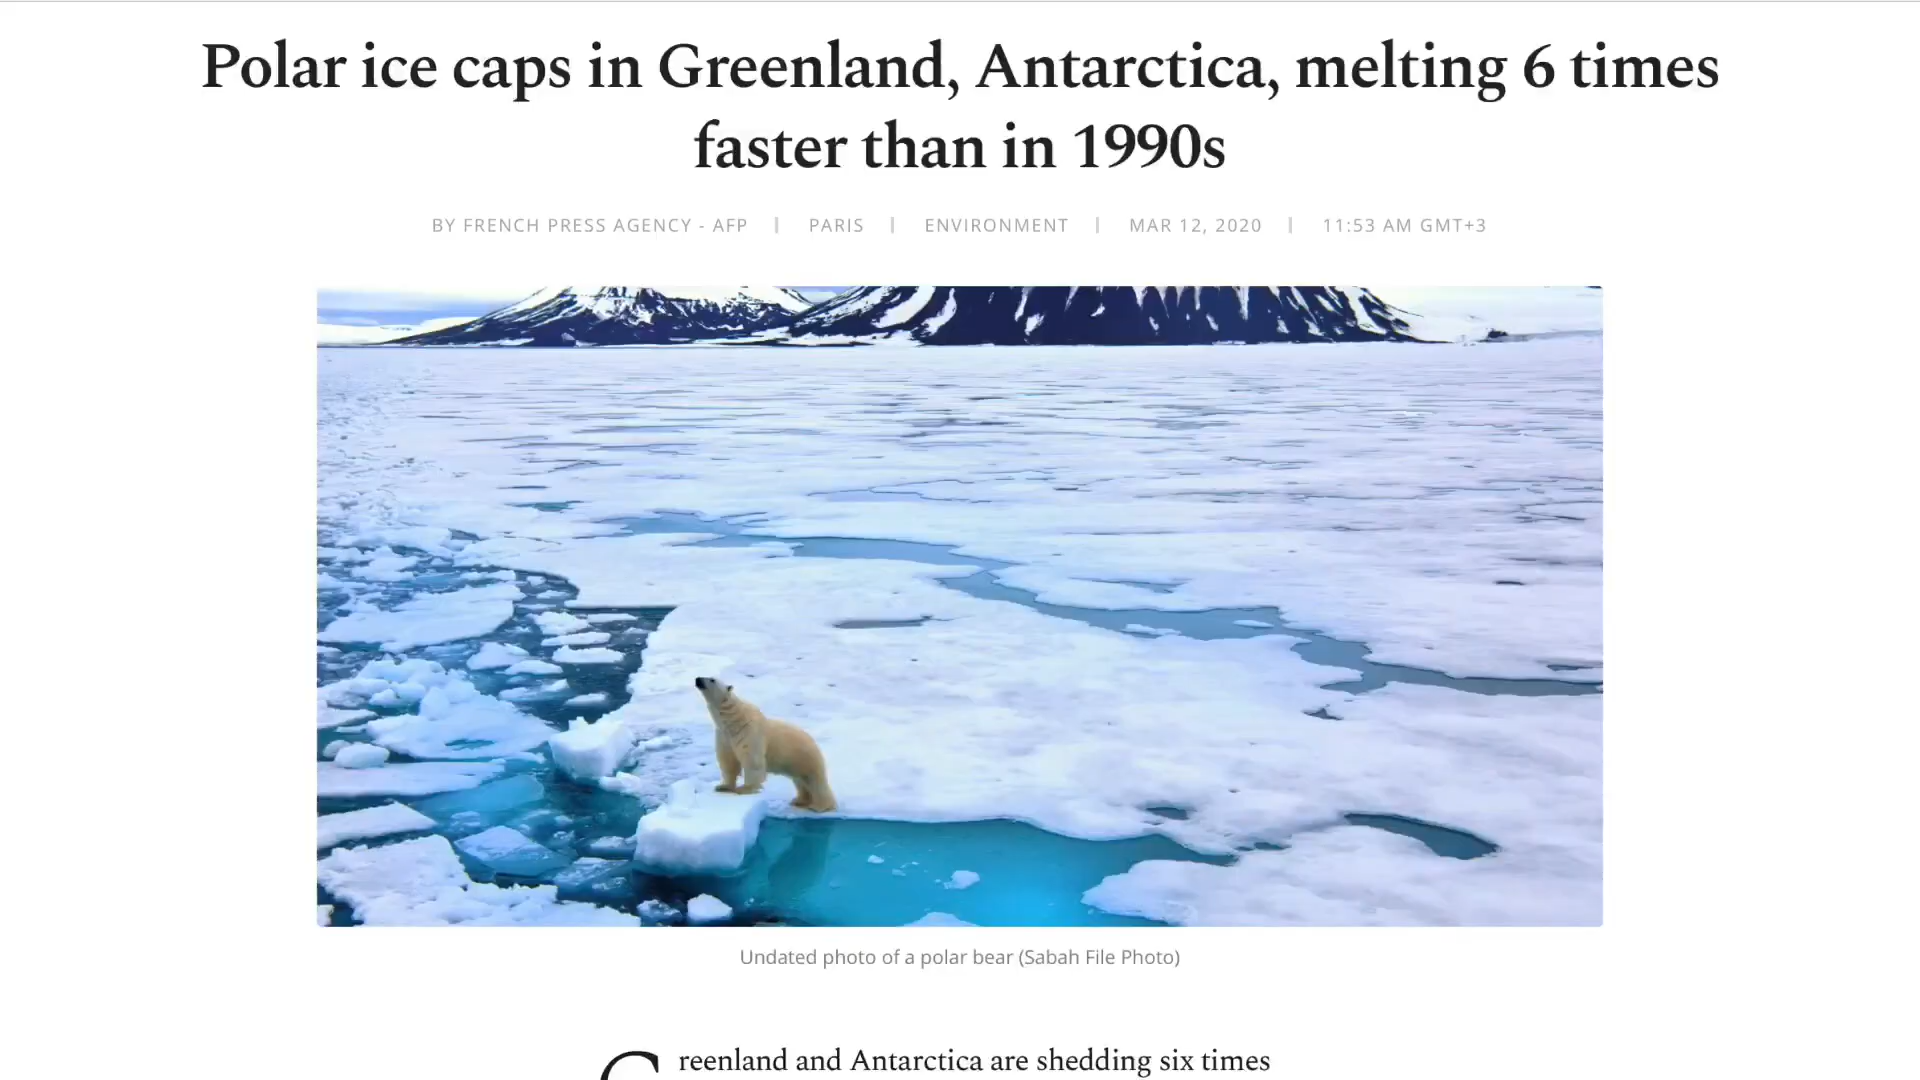 Polar ice caps in Greenland, Antarctica, melting 6 times
faster than in 1990s
BY FRENCH PRESS AGENCY - AFP | PARIS | ENVIRONMENT | MAR 12, 2020 | 11:53 AM GMT+3
Undated photo of a polar bear (Sabah File Photo)
Greenland and Antarctica are shedding six times